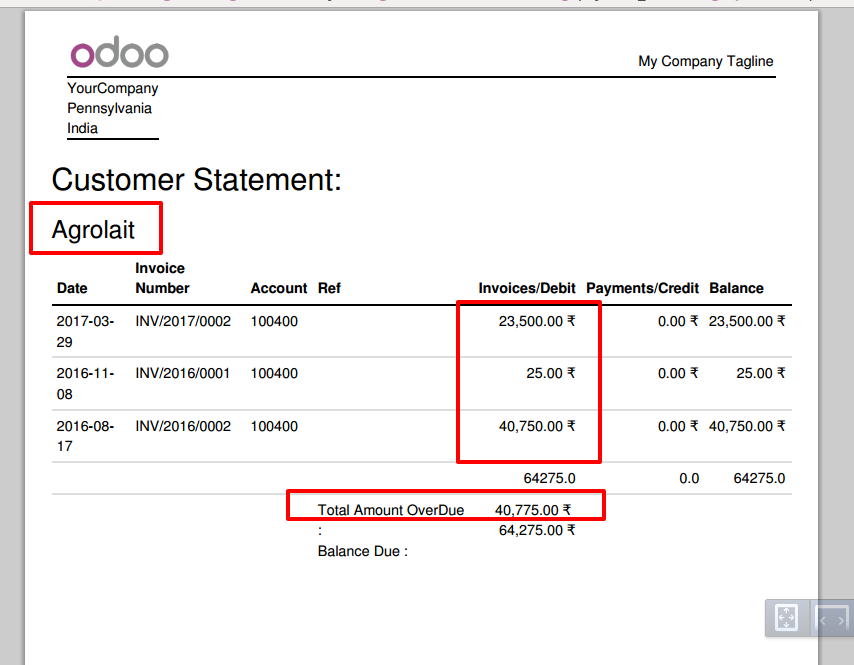 odoo
My Company Tagline
YourCompany
Pennsylvania
India
Customer Statement:
Agrolait
Date Invoice Number Account Ref Invoices/Debit Payments/Credit Balance
2017-03-29 INV/2017/0002 100400 23,500.00 ₹ 0.00 ₹ 23,500.00 ₹
2016-11-08 INV/2016/0001 100400 25.00 ₹ 0.00 ₹ 25.00 ₹
2016-08-17 INV/2016/0002 100400 40,750.00 ₹ 0.00 ₹ 40,750.00 ₹
64275.0 0.0 64275.0
Total Amount OverDue 40,775.00 ₹
: 64,275.00 ₹
Balance Due :